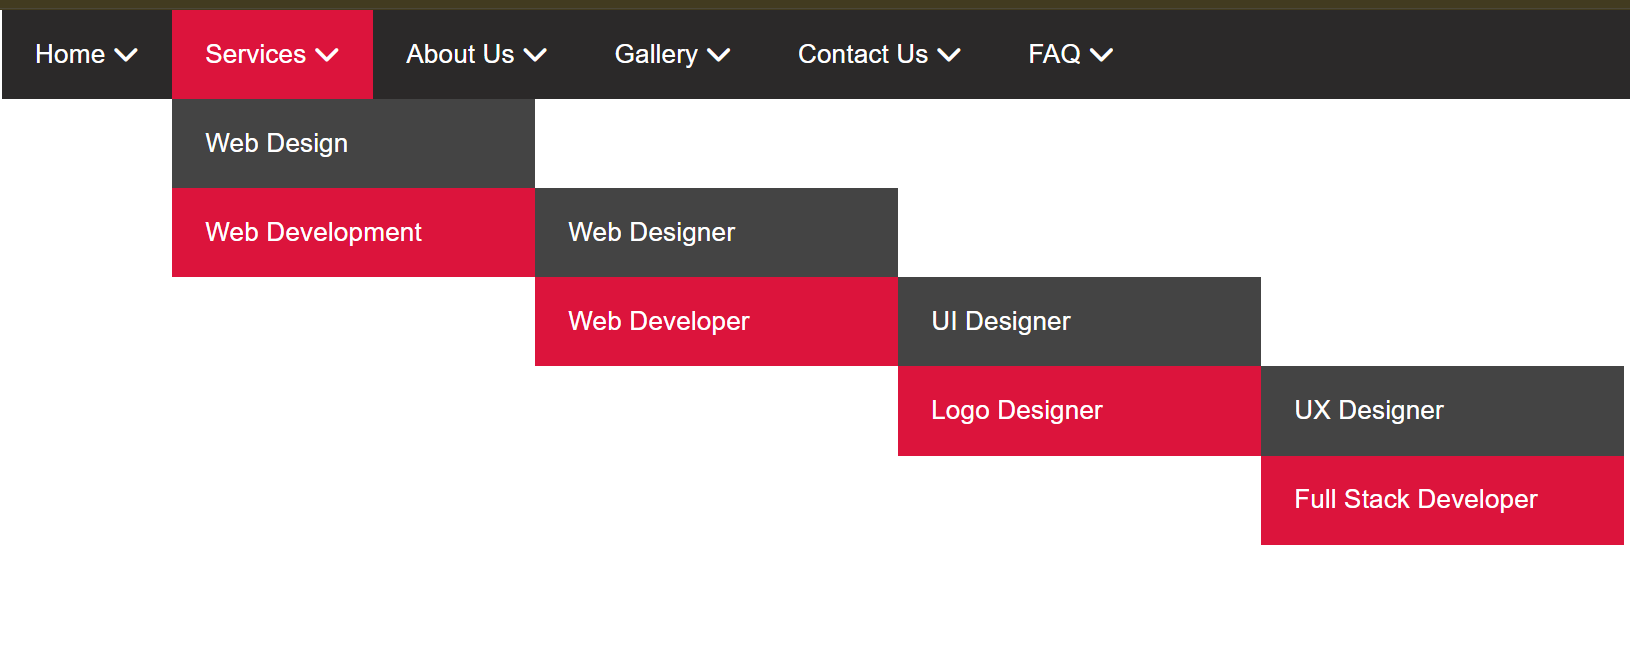 Home Services About Us Gallery Contact Us FAQ
Web Design
Web Development Web Designer
Web Developer UI Designer
Logo Designer UX Designer
Full Stack Developer